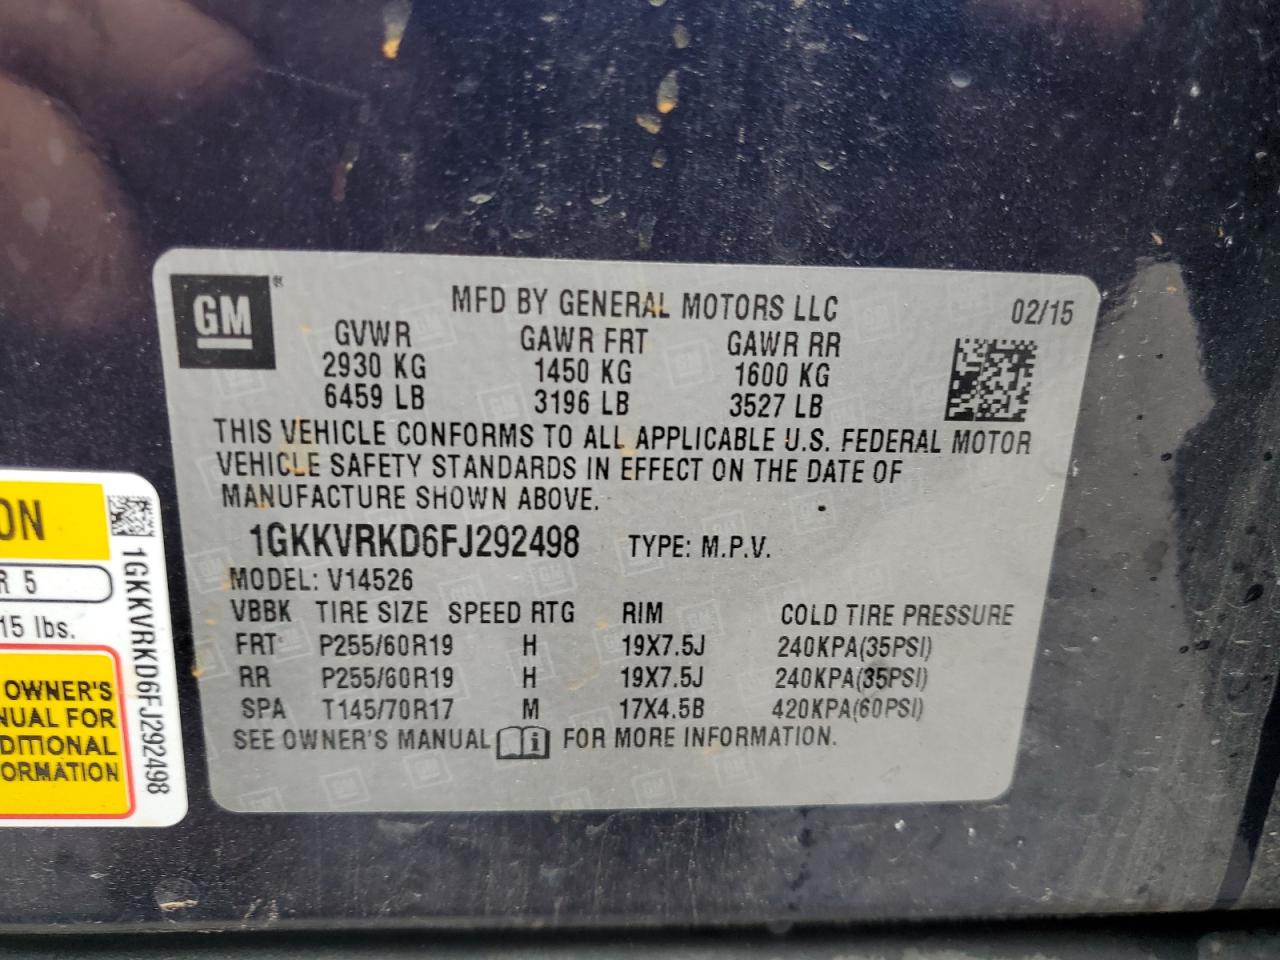 GM ®
MFD BY GENERAL MOTORS LLC 02/15
GVWR GAWR FRT GAWR RR
2930 KG 1450 KG 1600 KG
6459 LB 3196 LB 3527 LB
THIS VEHICLE CONFORMS TO ALL APPLICABLE U.S. FEDERAL MOTOR
VEHICLE SAFETY STANDARDS IN EFFECT ON THE DATE OF
MANUFACTURE SHOWN ABOVE.
1GKKVRKD6FJ292498 TYPE: M.P.V.
MODEL: V14526
VBBK TIRE SIZE SPEED RTG RIM COLD TIRE PRESSURE
FRT P255/60R19 H 19X7.5J 240KPA(35PSI)
RR P255/60R19 H 19X7.5J 240KPA(35PSI)
SPA T145/70R17 M 17X4.5B 420KPA(60PSI)
SEE OWNER'S MANUAL i FOR MORE INFORMATION.
ON
R 5
15 lbs.
OWNER'S
NUAL FOR
DITIONAL
ORMATION
1GKKVRKD6FJ292498